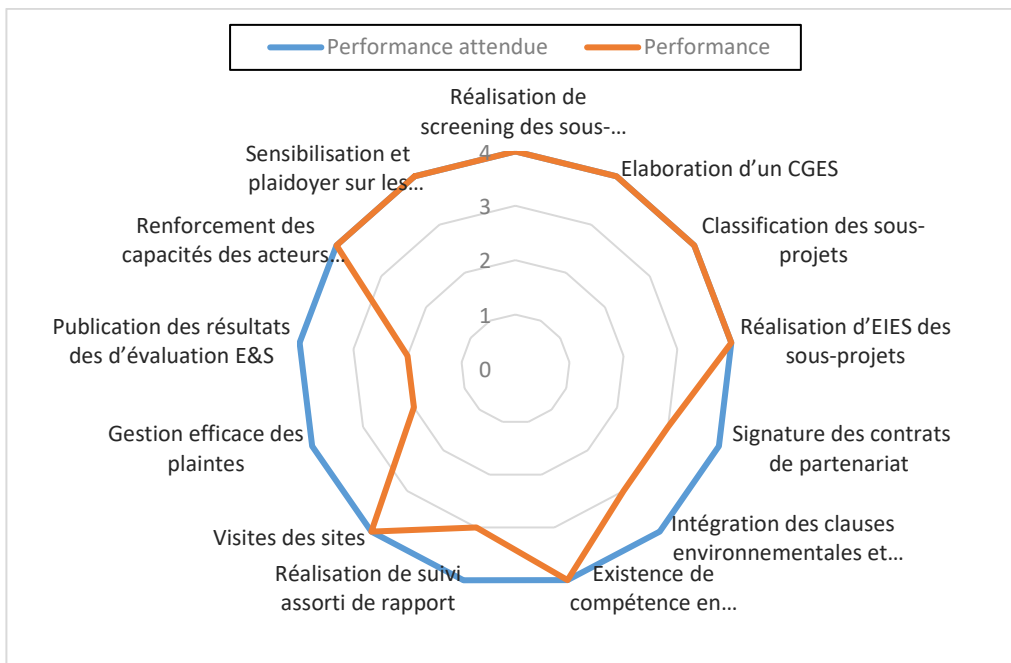 Performance attendue
Performance
Réalisation de
screening des sous-…
Elaboration d’un CGES
Classification des sous-
projets
Réalisation d’EIES des
sous-projets
Signature des contrats
de partenariat
Intégration des clauses
environnementales et…
Existence de
compétence en…
Réalisation de suivi
assorti de rapport
Visites des sites
Gestion efficace des
plaintes
Publication des résultats
des d’évaluation E&S
Renforcement des
capacités des acteurs…
Sensibilisation et
plaidoyer sur les…
4
3
2
1
0